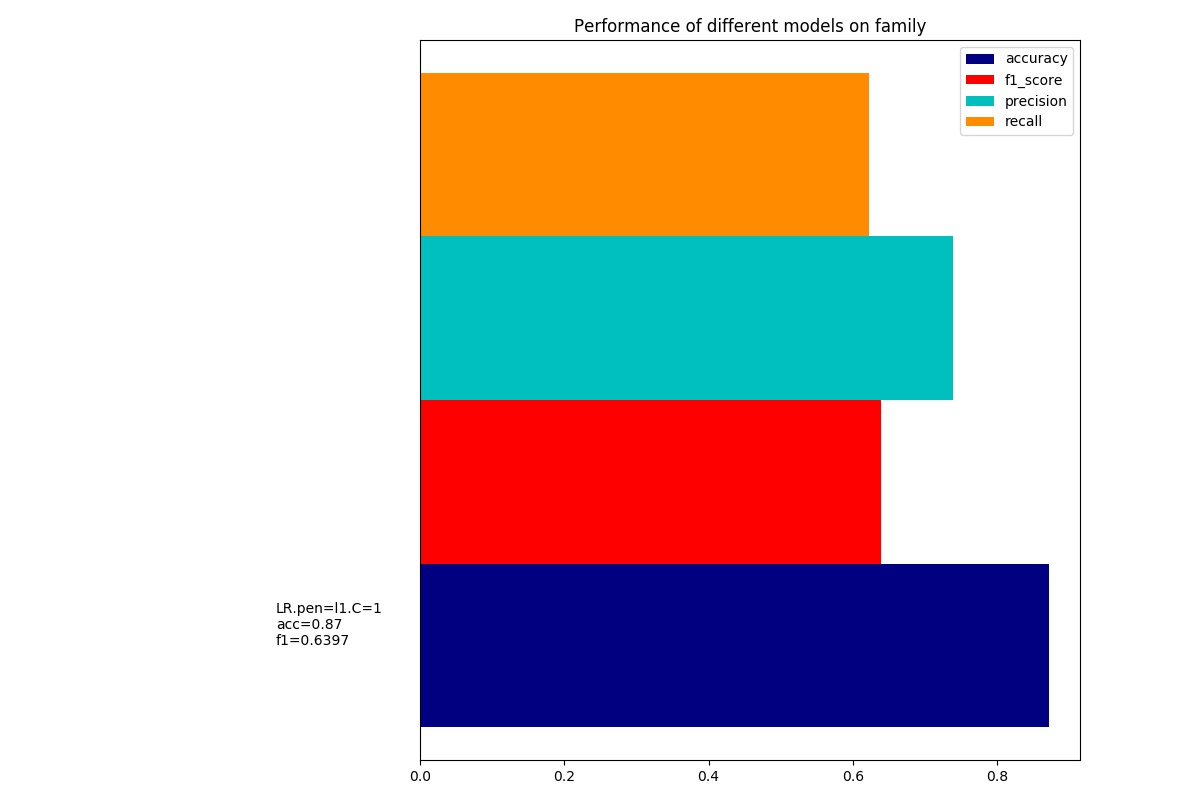 Performance of different models on family
accuracy
f1_score
precision
recall
LR.pen=l1.C=1
acc=0.87
f1=0.6397
0.0 0.2 0.4 0.6 0.8